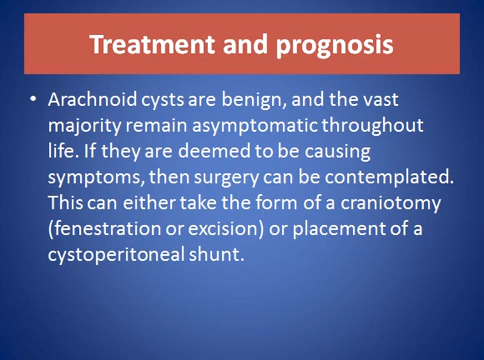 Treatment and prognosis
• Arachnoid cysts are benign, and the vast
majority remain asymptomatic throughout
life. If they are deemed to be causing
symptoms, then surgery can be contemplated.
This can either take the form of a craniotomy
(fenestration or excision) or placement of a
cystoperitoneal shunt.